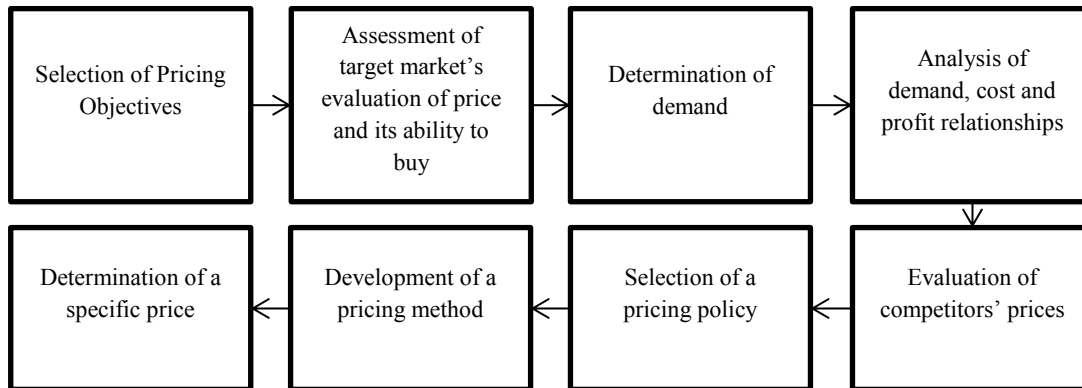 Selection of Pricing
Objectives
Assessment of
target market’s
evaluation of price
and its ability to
buy
Determination of
demand
Analysis of
demand, cost and
profit relationships
Evaluation of
competitors’ prices
Selection of a
pricing policy
Development of a
pricing method
Determination of a
specific price